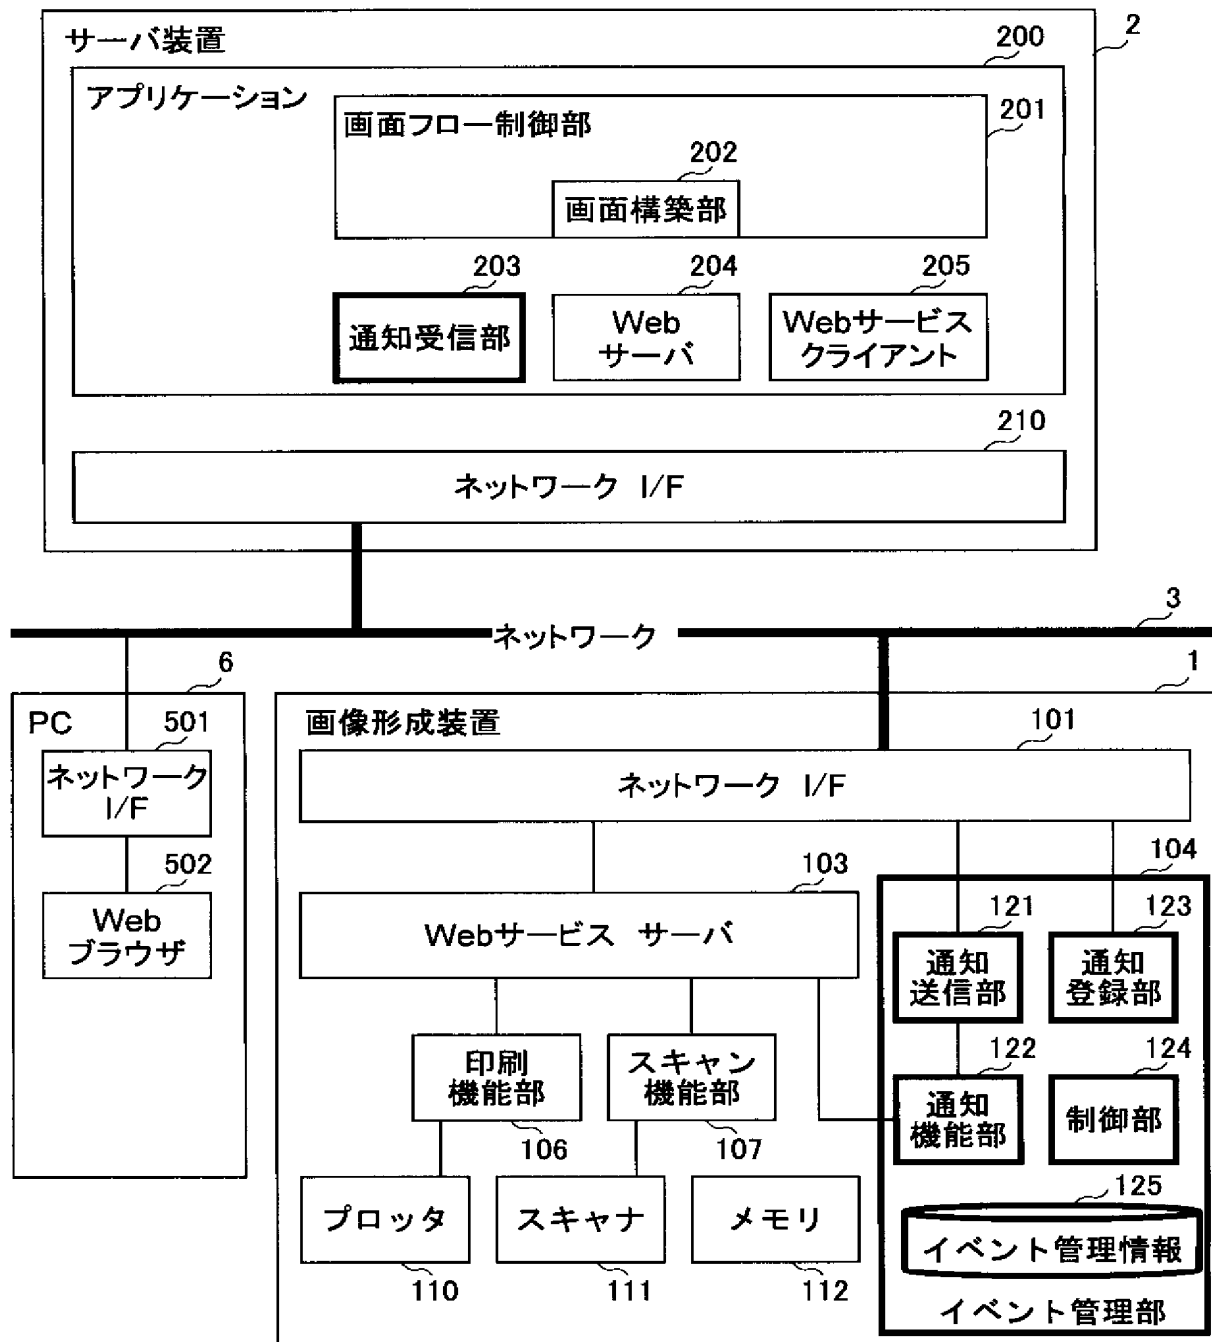 サーバ装置
2
200
アプリケーション
画面フロー制御部
201
202
画面構築部
203
204
205
通知受信部
Web
サーバ
Webサービス
クライアント
210
ネットワーク I/F
3
ネットワーク
6
1
PC
501
ネットワーク
I/F
502
Web
ブラウザ
画像形成装置
101
ネットワーク I/F
103
104
Webサービス サーバ
121
123
通知
送信部
通知
登録部
印刷
機能部
スキャン
機能部
122
124
通知
機能部
制御部
106
107
プロッタ
スキャナ
メモリ
125
イベント管理情報
110
111
112
イベント管理部